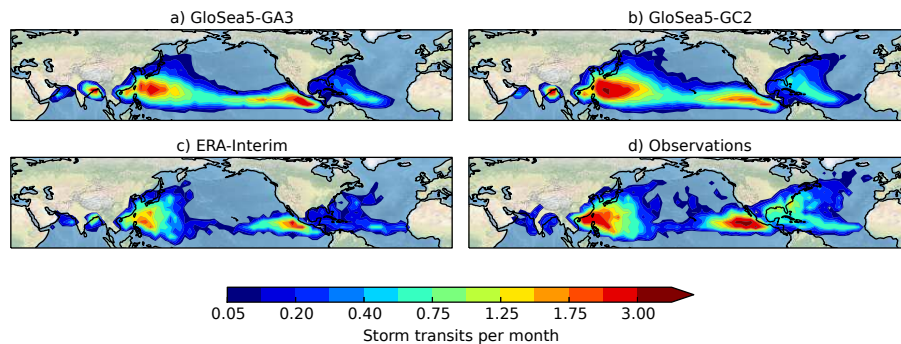 a) GloSea5-GA3
b) GloSea5-GC2
c) ERA-Interim
d) Observations
0.05 0.20 0.40 0.75 1.25 1.75 3.00
Storm transits per month